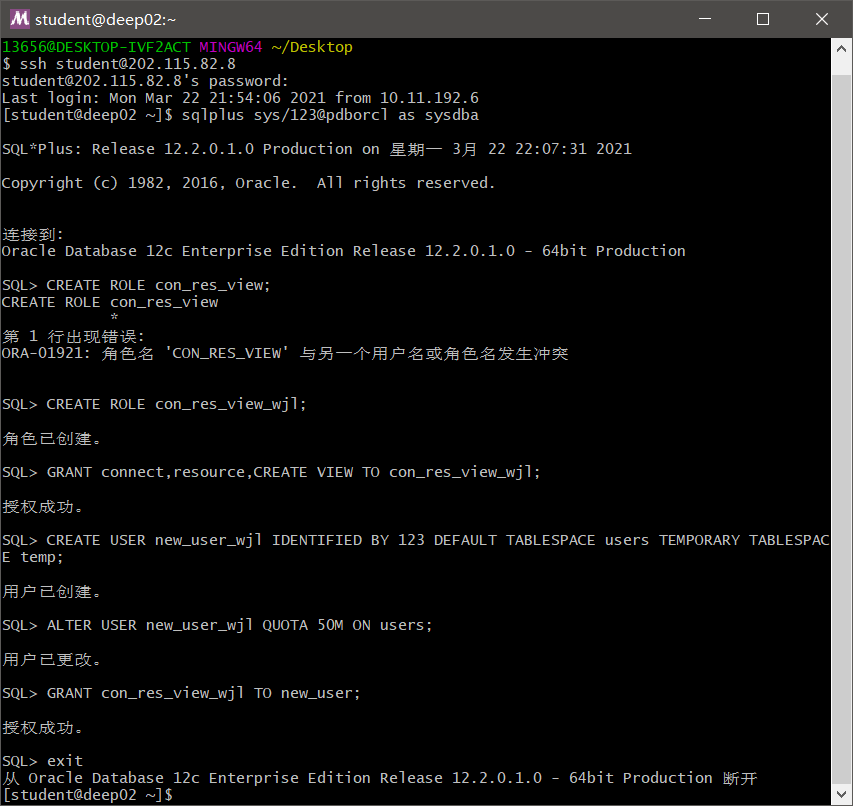 student@deep02:~
13656@DESKTOP-IVF2ACT MINGW64 ~/Desktop
$ ssh student@202.115.82.8
student@202.115.82.8's password:
Last login: Mon Mar 22 21:54:06 2021 from 10.11.192.6
[student@deep02 ~]$ sqlplus sys/123@pdborcl as sysdba
SQL*Plus: Release 12.2.0.1.0 Production on 星期一 3月 22 22:07:31 2021
Copyright (c) 1982, 2016, Oracle.  All rights reserved.
连接到:
Oracle Database 12c Enterprise Edition Release 12.2.0.1.0 - 64bit Production
SQL> CREATE ROLE con_res_view;
CREATE ROLE con_res_view
            *
第 1 行出现错误:
ORA-01921: 角色名 'CON_RES_VIEW' 与另一个用户名或角色名发生冲突
SQL> CREATE ROLE con_res_view_wjl;
角色已创建。
SQL> GRANT connect,resource,CREATE VIEW TO con_res_view_wjl;
授权成功。
SQL> CREATE USER new_user_wjl IDENTIFIED BY 123 DEFAULT TABLESPACE users TEMPORARY TABLESPAC
E temp;
用户已创建。
SQL> ALTER USER new_user_wjl QUOTA 50M ON users;
用户已更改。
SQL> GRANT con_res_view_wjl TO new_user;
授权成功。
SQL> exit
从 Oracle Database 12c Enterprise Edition Release 12.2.0.1.0 - 64bit Production 断开
[student@deep02 ~]$